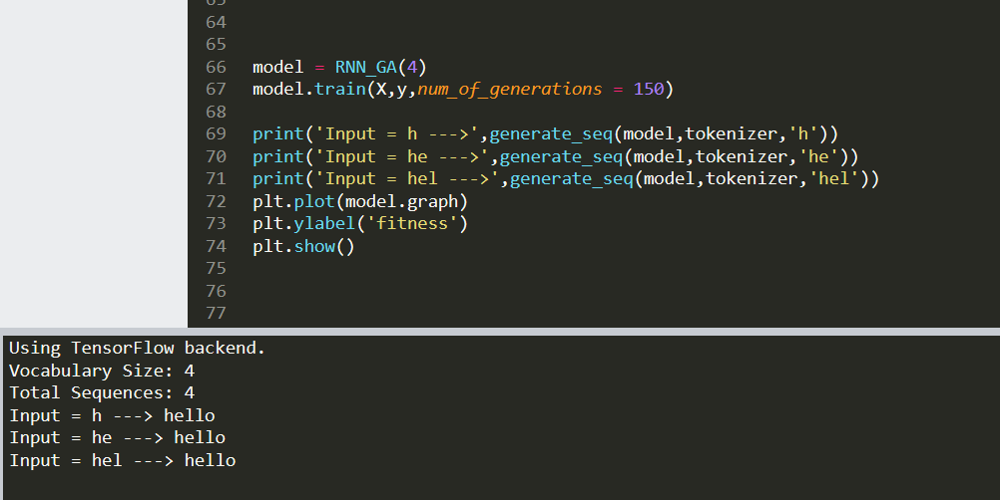 64
65
66 model = RNN_GA(4)
67 model.train(X,y,num_of_generations = 150)
68
69 print('Input = h --->',generate_seq(model,tokenizer,'h'))
70 print('Input = he --->',generate_seq(model,tokenizer,'he'))
71 print('Input = hel --->',generate_seq(model,tokenizer,'hel'))
72 plt.plot(model.graph)
73 plt.ylabel('fitness')
74 plt.show()
75
76
77
Using TensorFlow backend.
Vocabulary Size: 4
Total Sequences: 4
Input = h ---> hello
Input = he ---> hello
Input = hel ---> hello